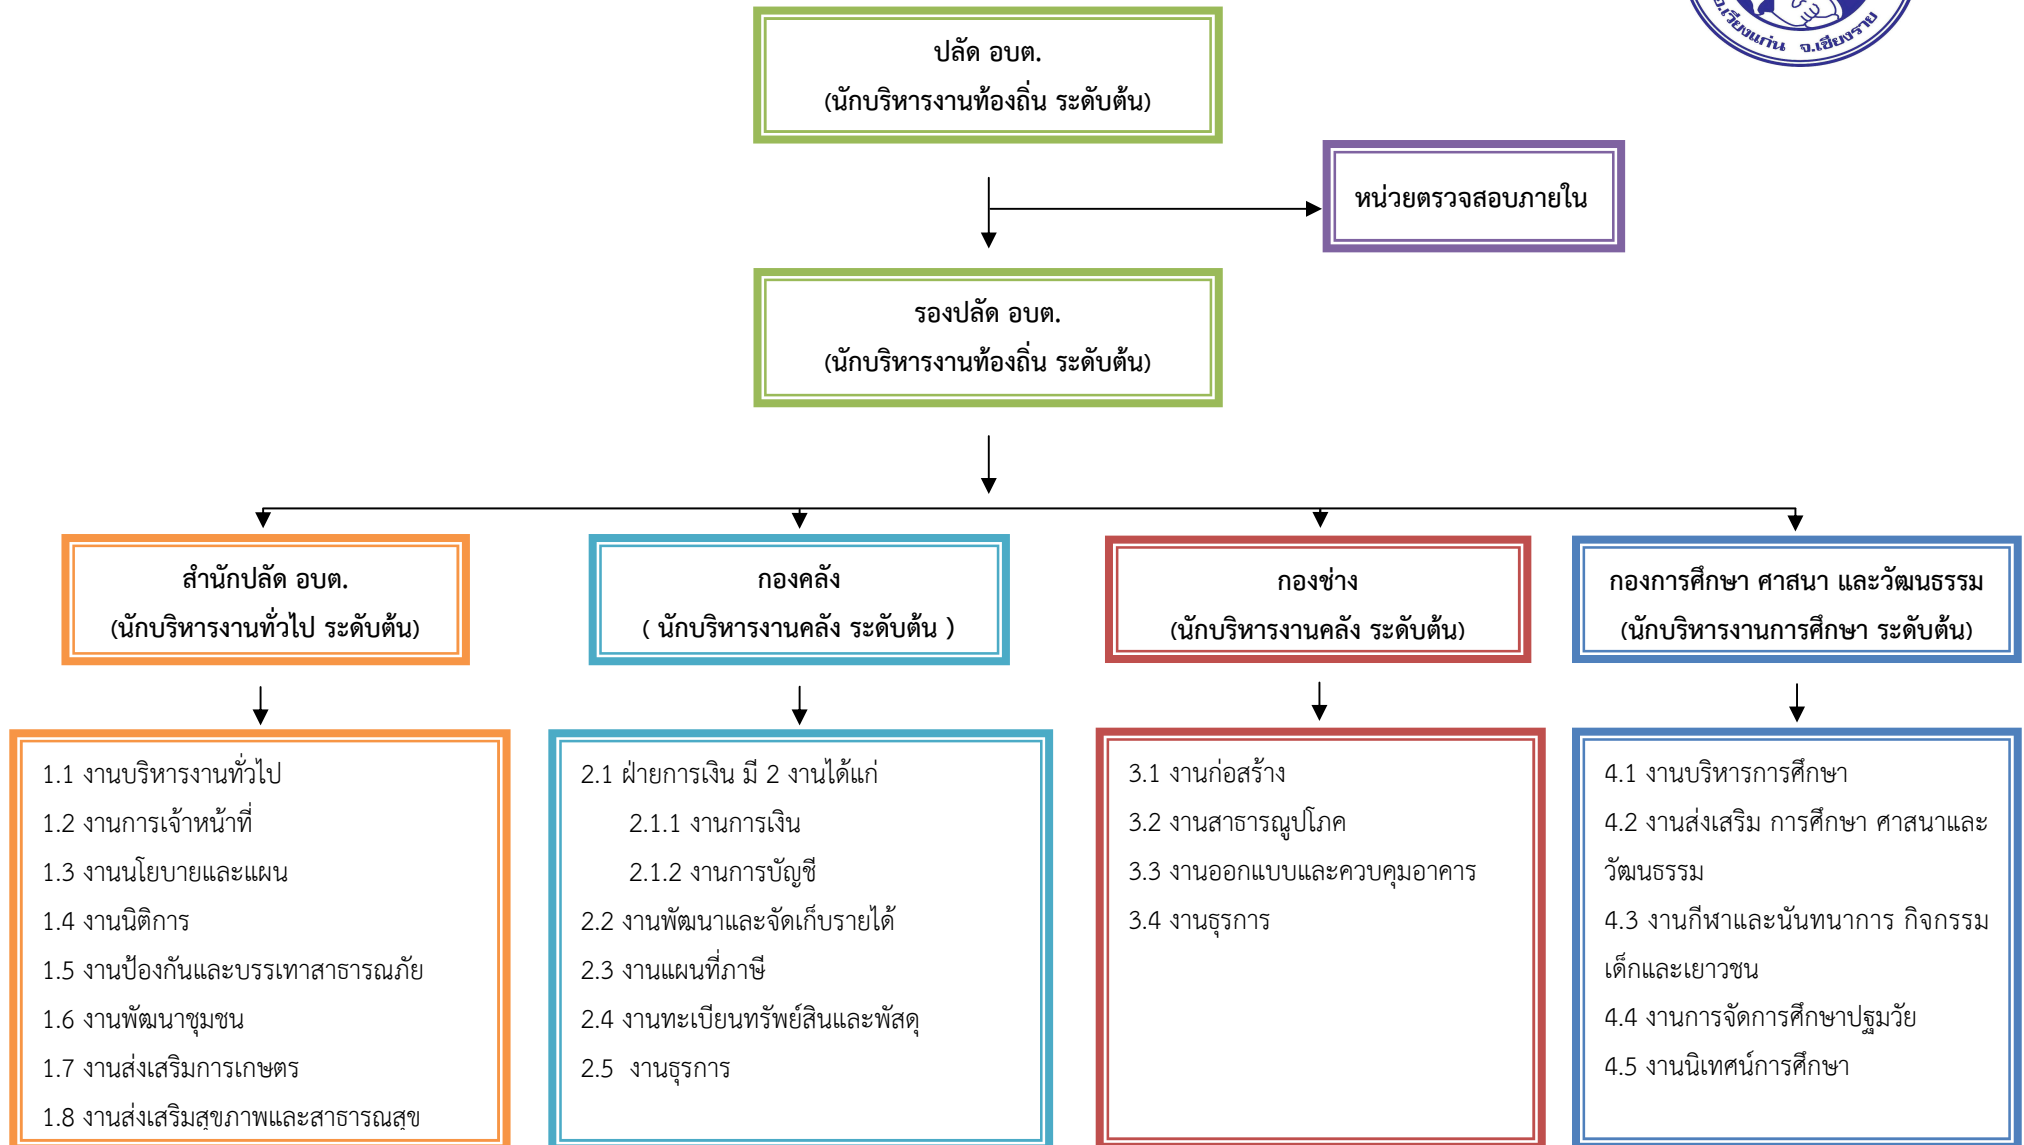 อ.เวียงแก่น จ.เชียงราย
ปลัด อบต.
(นักบริหารงานท้องถิ่น ระดับต้น)
หน่วยตรวจสอบภายใน
รองปลัด อบต.
(นักบริหารงานท้องถิ่น ระดับต้น)
สำนักปลัด อบต.
(นักบริหารงานทั่วไป ระดับต้น)
กองคลัง
( นักบริหารงานคลัง ระดับต้น )
กองช่าง
(นักบริหารงานคลัง ระดับต้น)
กองการศึกษา ศาสนา และวัฒนธรรม
(นักบริหารงานการศึกษา ระดับต้น)
1.1 งานบริหารงานทั่วไป
1.2 งานการเจ้าหน้าที่
1.3 งานนโยบายและแผน
1.4 งานนิติการ
1.5 งานป้องกันและบรรเทาสาธารณภัย
1.6 งานพัฒนาชุมชน
1.7 งานส่งเสริมการเกษตร
1.8 งานส่งเสริมสุขภาพและสาธารณสุข
2.1 ฝ่ายการเงิน มี 2 งานได้แก่
2.1.1 งานการเงิน
2.1.2 งานการบัญชี
2.2 งานพัฒนาและจัดเก็บรายได้
2.3 งานแผนที่ภาษี
2.4 งานทะเบียนทรัพย์สินและพัสดุ
2.5 งานธุรการ
3.1 งานก่อสร้าง
3.2 งานสาธารณูปโภค
3.3 งานออกแบบและควบคุมอาคาร
3.4 งานธุรการ
4.1 งานบริหารการศึกษา
4.2 งานส่งเสริม การศึกษา ศาสนาและ
วัฒนธรรม
4.3 งานกีฬาและนันทนาการ กิจกรรม
เด็กและเยาวชน
4.4 งานการจัดการศึกษาปฐมวัย
4.5 งานนิเทศน์การศึกษา